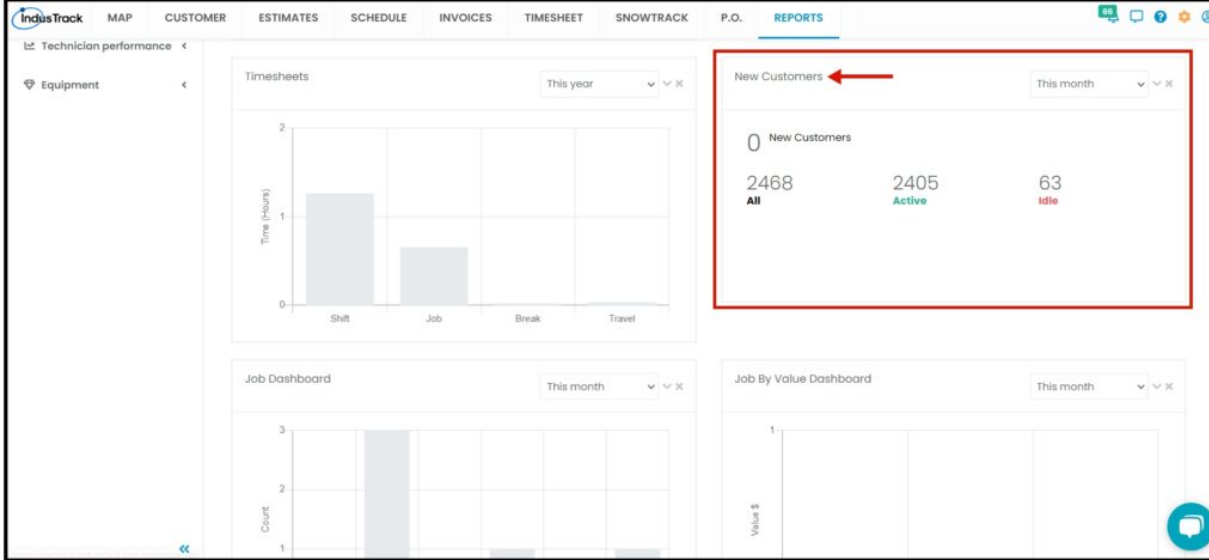 IndusTrack MAP CUSTOMER ESTIMATES SCHEDULE INVOICES TIMESHEET SNOWTRACK P.O. REPORTS 66
Technician performance
Equipment
Timesheets
This year
2
1
0
Time (Hours)
Shift Job Break Travel
New Customers
This month
0 New Customers
2468 2405 63
All Active Idle
Job Dashboard
This month
3
2
1
Count
Job By Value Dashboard
This month
1
Value $